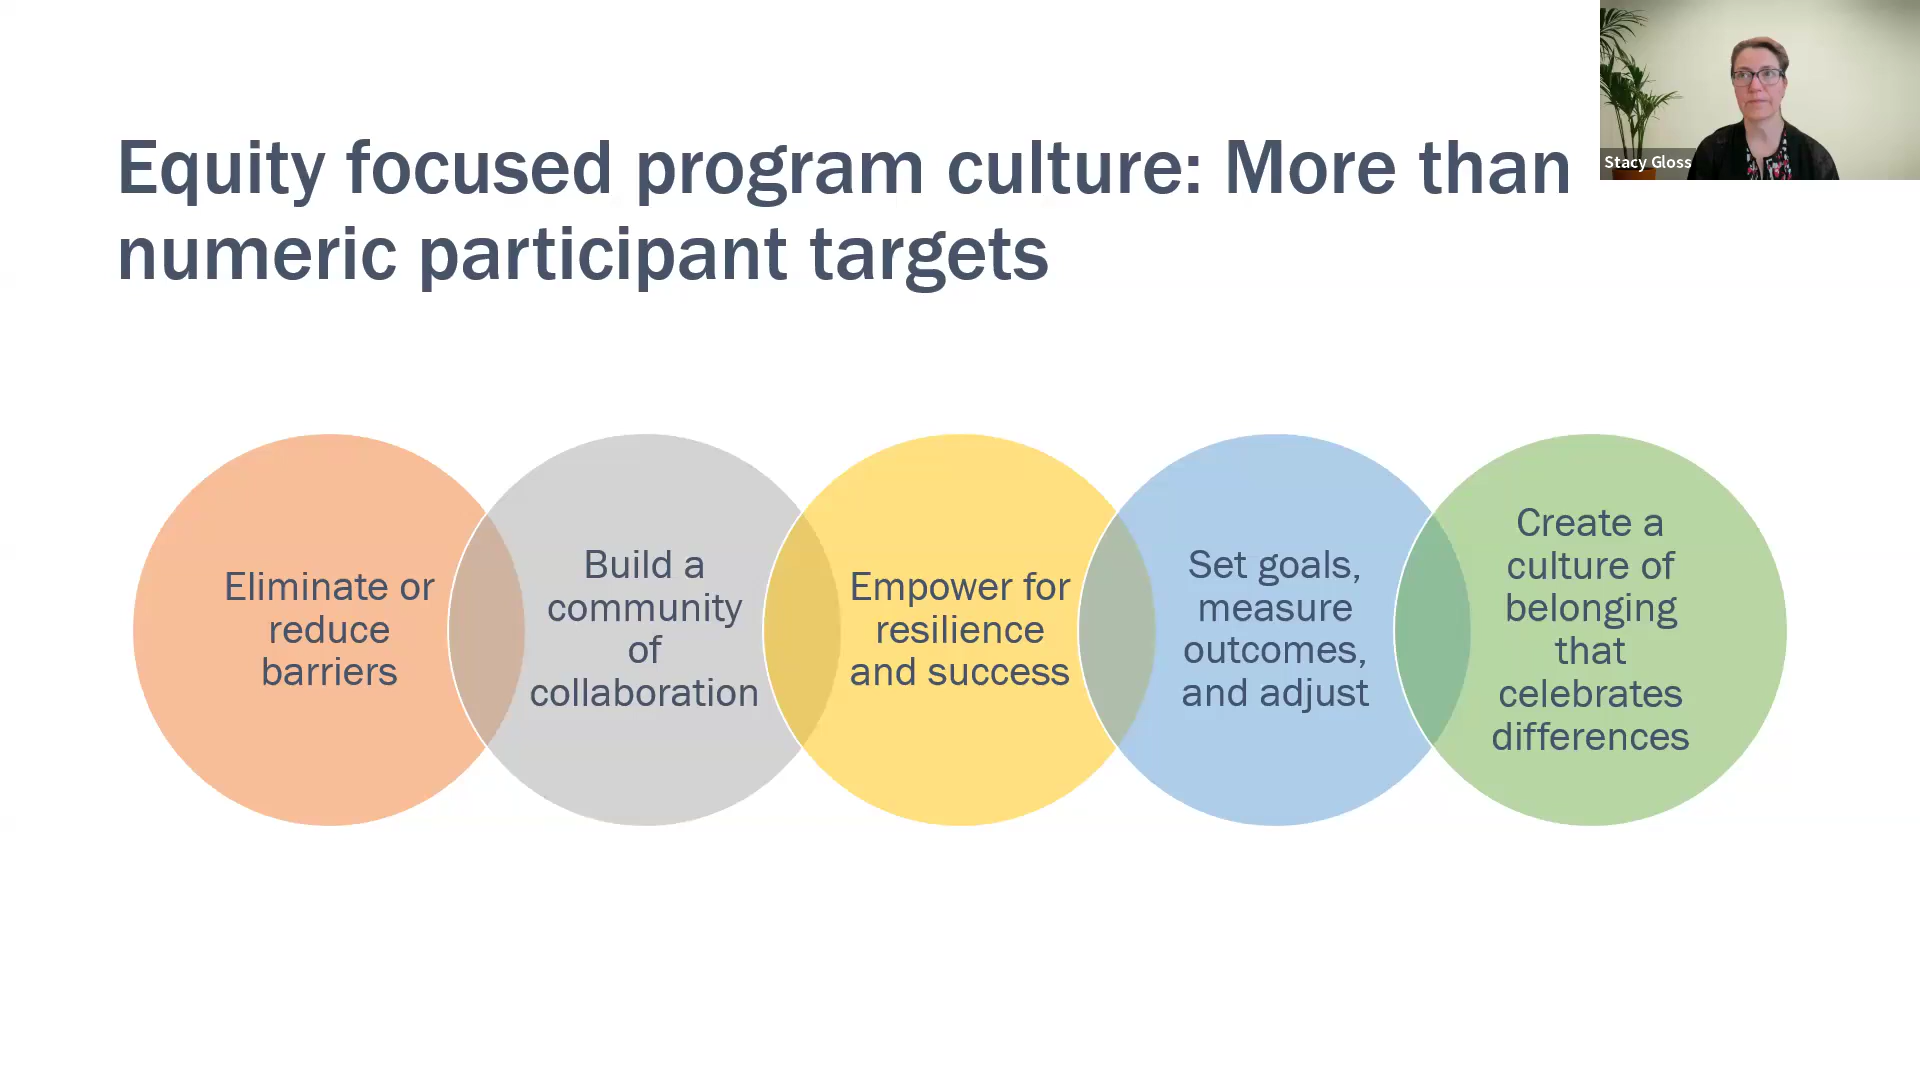 Equity focused program culture: More than
numeric participant targets
Stacy Gloss
Eliminate or
reduce
barriers
Build a
community
of
collaboration
Empower for
resilience
and success
Set goals,
measure
outcomes,
and adjust
Create a
culture of
belonging
that
celebrates
differences